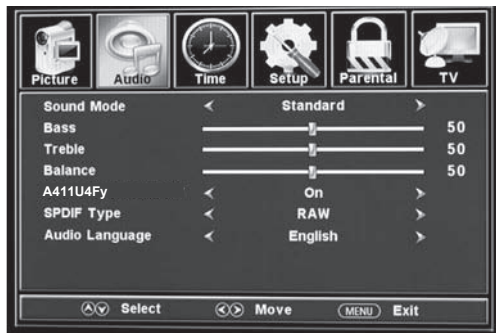 Picture Audio Time Setup Parental TV
Sound Mode Standard
Bass 50
Treble 50
Balance 50
A411U4Fy On
SPDIF Type RAW
Audio Language English
Select Move MENU Exit